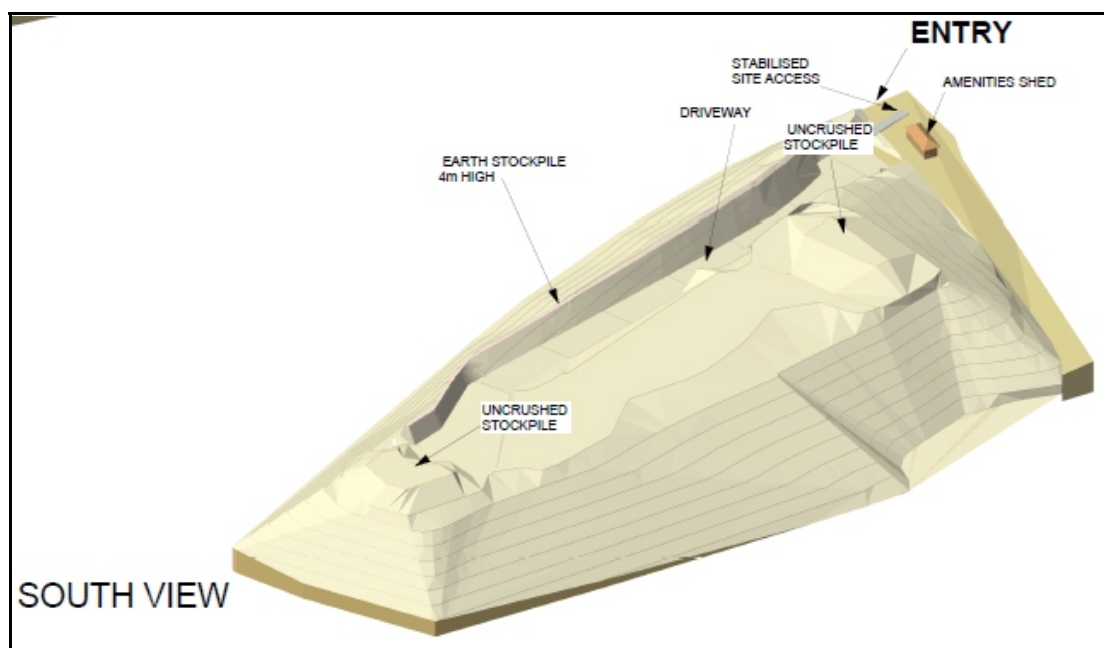 ENTRY
STABILISED
SITE ACCESS
AMENITIES SHED
DRIVEWAY
UNCRUSHED
STOCKPILE
EARTH STOCKPILE
4m HIGH
UNCRUSHED
STOCKPILE
SOUTH VIEW